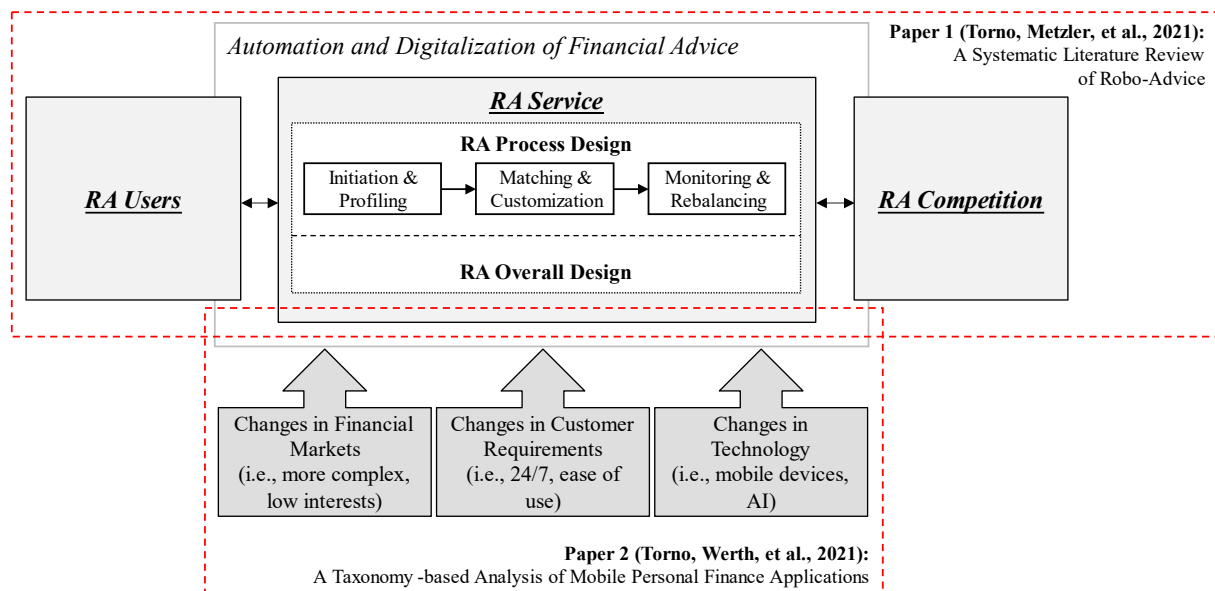 Automation and Digitalization of Financial Advice
Paper 1 (Torno, Metzler, et al., 2021):
A Systematic Literature Review
of Robo-Advice
RA Users
RA Service
RA Process Design
Initiation &
Profiling
Matching &
Customization
Monitoring &
Rebalancing
RA Overall Design
RA Competition
Changes in Financial
Markets
(i.e., more complex,
low interests)
Changes in Customer
Requirements
(i.e., 24/7, ease of
use)
Changes in
Technology
(i.e., mobile devices,
AI)
Paper 2 (Torno, Werth, et al., 2021):
A Taxonomy -based Analysis of Mobile Personal Finance Applications